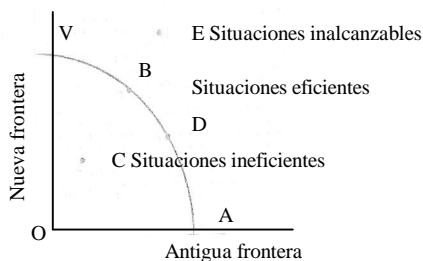 V
E Situaciones inalcanzables
B
Situaciones eficientes
D
C Situaciones ineficientes
Nueva frontera
A
O
Antigua frontera